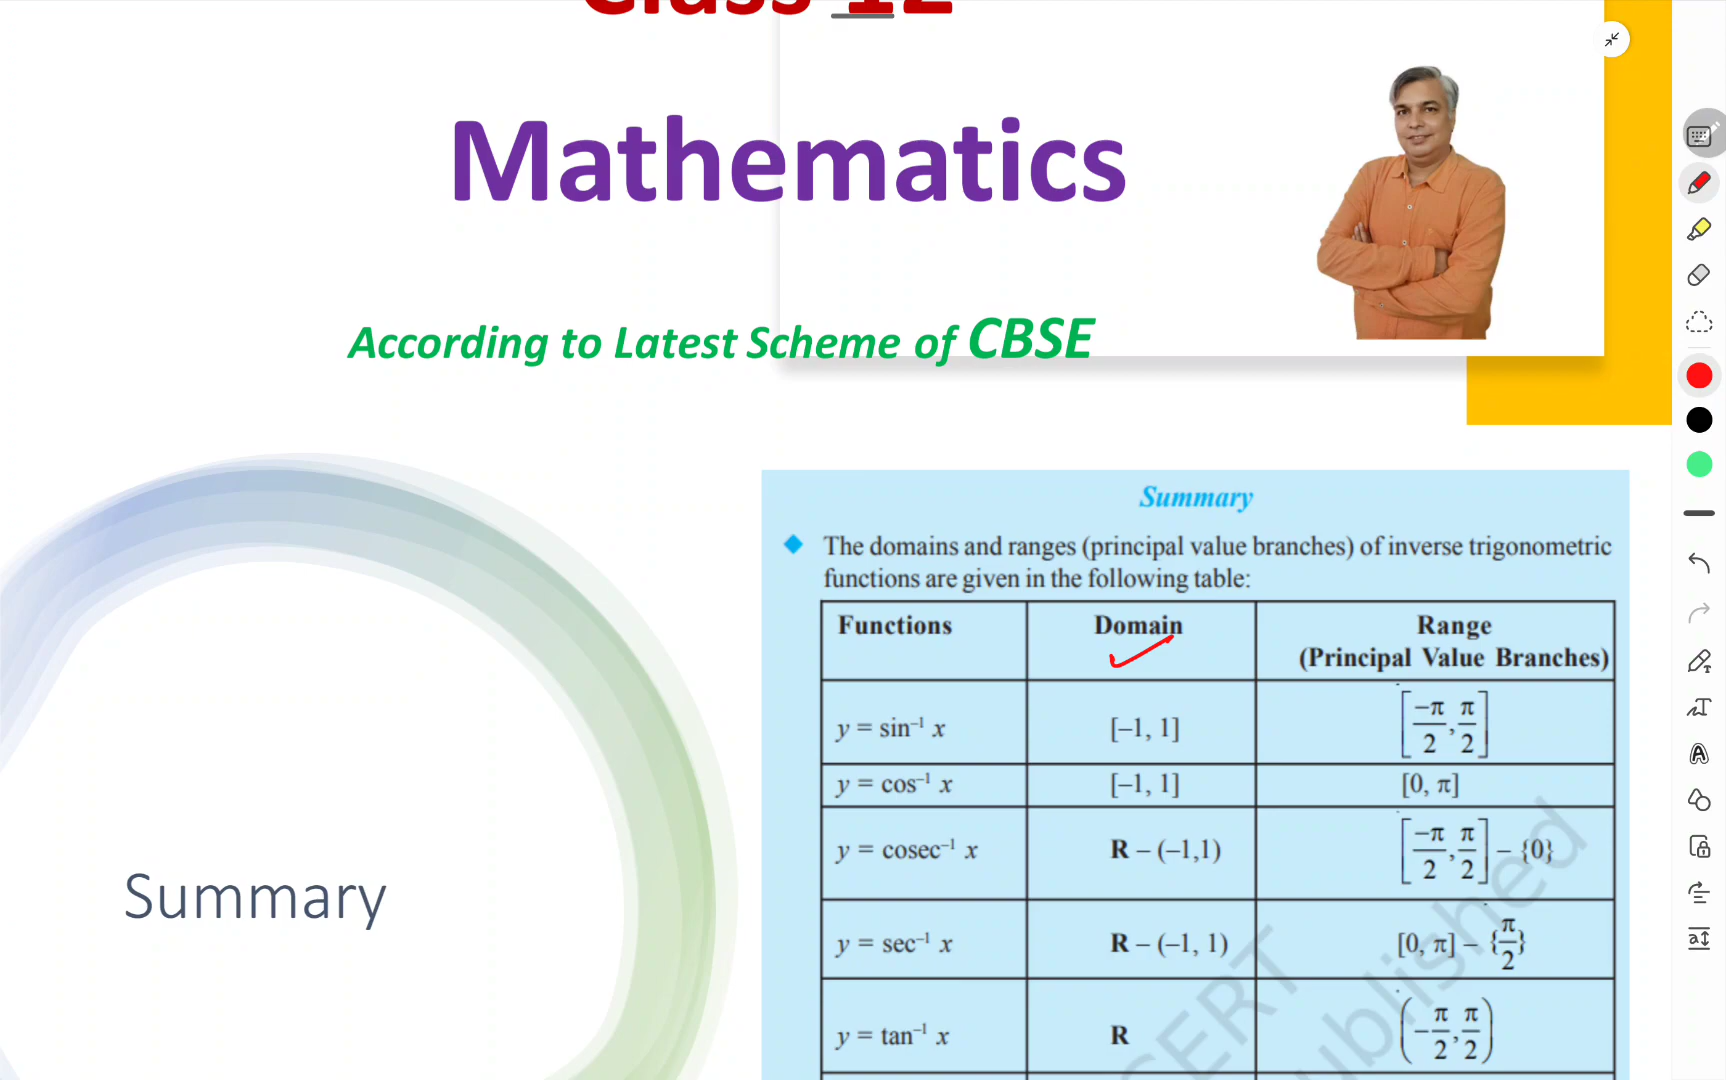 Class 12
Mathematics
According to Latest Scheme of CBSE
Summary
Summary
The domains and ranges (principal value branches) of inverse trigonometric
functions are given in the following table:
Functions Domain Range
(Principal Value Branches)
y = sin⁻¹ x [–1, 1] [–π/2, π/2]
y = cos⁻¹ x [–1, 1] [0, π]
y = cosec⁻¹ x R – (–1,1) [–π/2, π/2] – {0}
y = sec⁻¹ x R – (–1, 1) [0, π] – {π/2}
y = tan⁻¹ x R (–π/2, π/2)